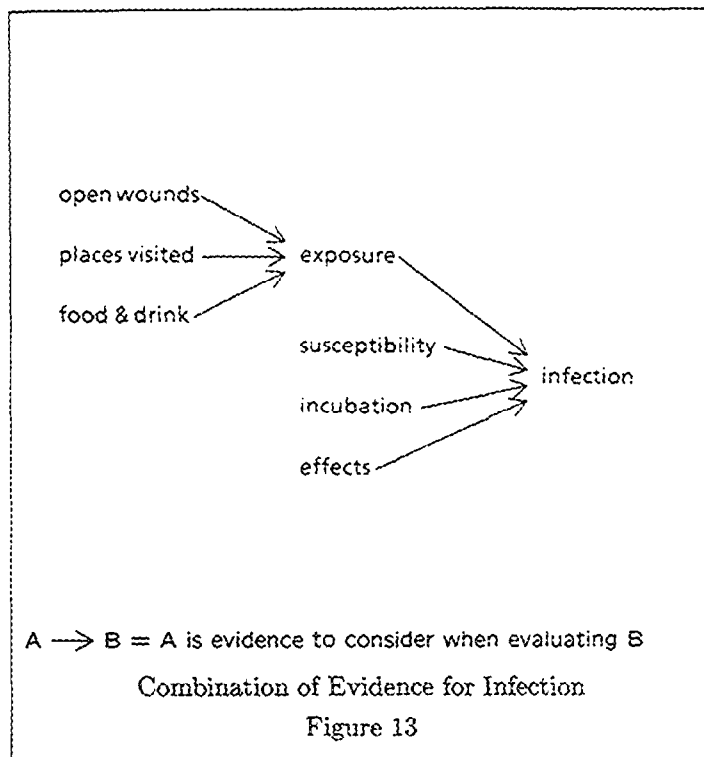 open wounds
places visited
exposure
food & drink
susceptibility
infection
incubation
effects
A → B = A is evidence to consider when evaluating B
Combination of Evidence for Infection
Figure 13